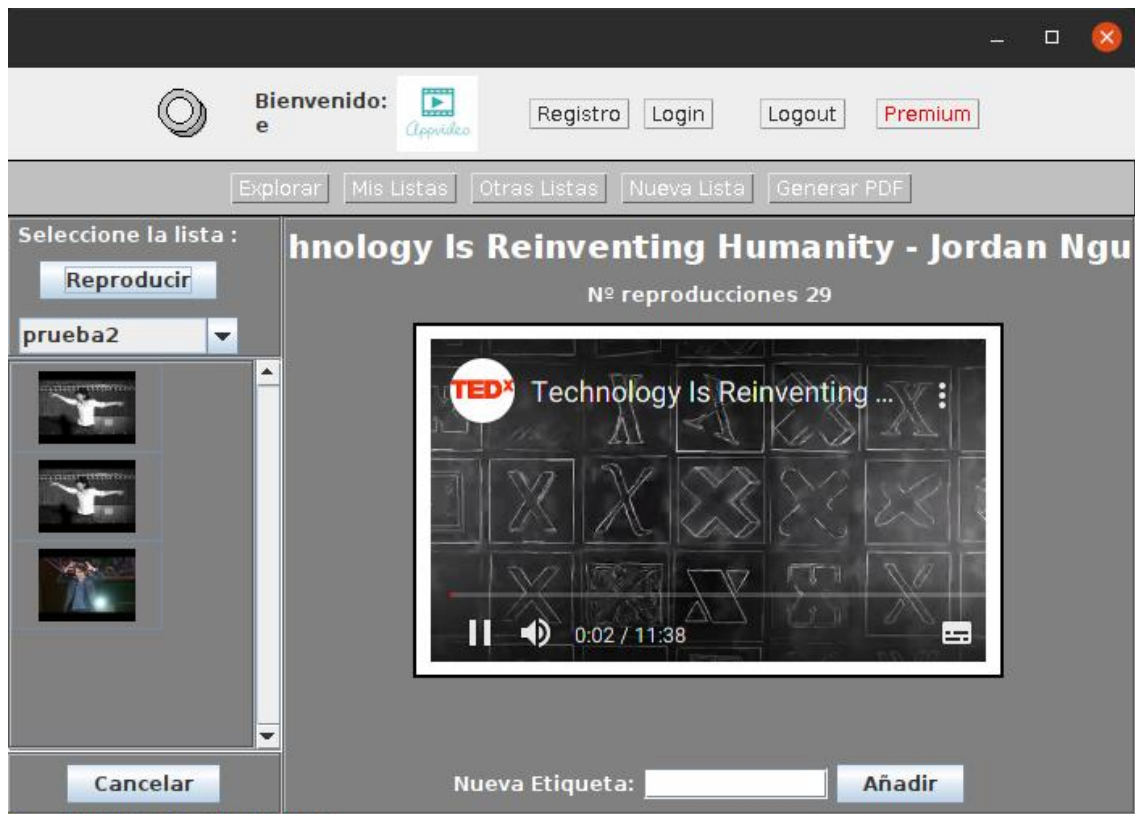 Bienvenido:
e
Appvideo
Registro
Login
Logout
Premium
Explorar
Mis Listas
Otras Listas
Nueva Lista
Generar PDF
Seleccione la lista :
Reproducir
prueba2
Cancelar
hnology Is Reinventing Humanity - Jordan Ngu
Nº reproducciones 29
TEDx Technology Is Reinventing ...
0:02 / 11:38
Nueva Etiqueta:
Añadir